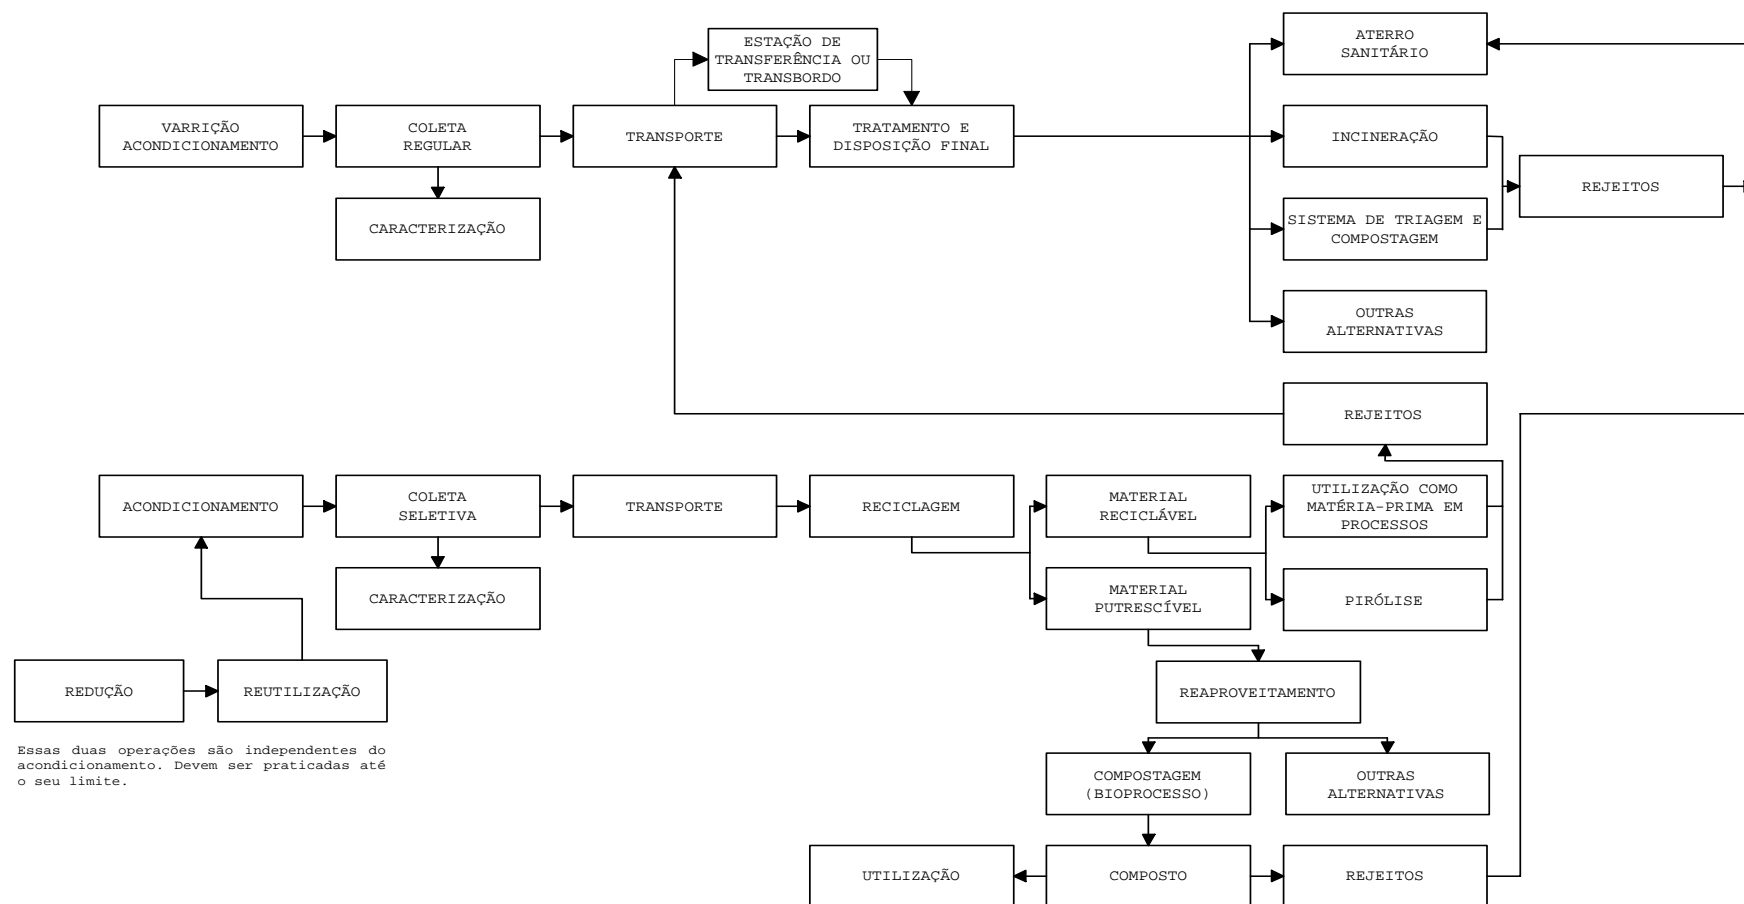 ESTAÇÃO DE
TRANSFERÊNCIA OU
TRANSBORDO
ATERRO
SANITÁRIO
VARRIÇÃO
ACONDICIONAMENTO
COLETA
REGULAR
TRANSPORTE
TRATAMENTO E
DISPOSIÇÃO FINAL
INCINERAÇÃO
REJEITOS
CARACTERIZAÇÃO
SISTEMA DE TRIAGEM E
COMPOSTAGEM
OUTRAS
ALTERNATIVAS
REJEITOS
ACONDICIONAMENTO
COLETA
SELETIVA
TRANSPORTE
RECICLAGEM
MATERIAL
RECICLÁVEL
UTILIZAÇÃO COMO
MATÉRIA-PRIMA EM
PROCESSOS
CARACTERIZAÇÃO
MATERIAL
PUTRESCÍVEL
PIRÓLISE
REDUÇÃO
REUTILIZAÇÃO
REAPROVEITAMENTO
Essas duas operações são independentes do
acondicionamento. Devem ser praticadas até
o seu limite.
COMPOSTAGEM
(BIOPROCESSO)
OUTRAS
ALTERNATIVAS
UTILIZAÇÃO
COMPOSTO
REJEITOS